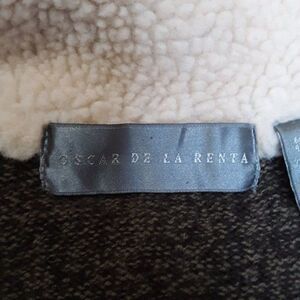 OSCAR DE LA RENTA